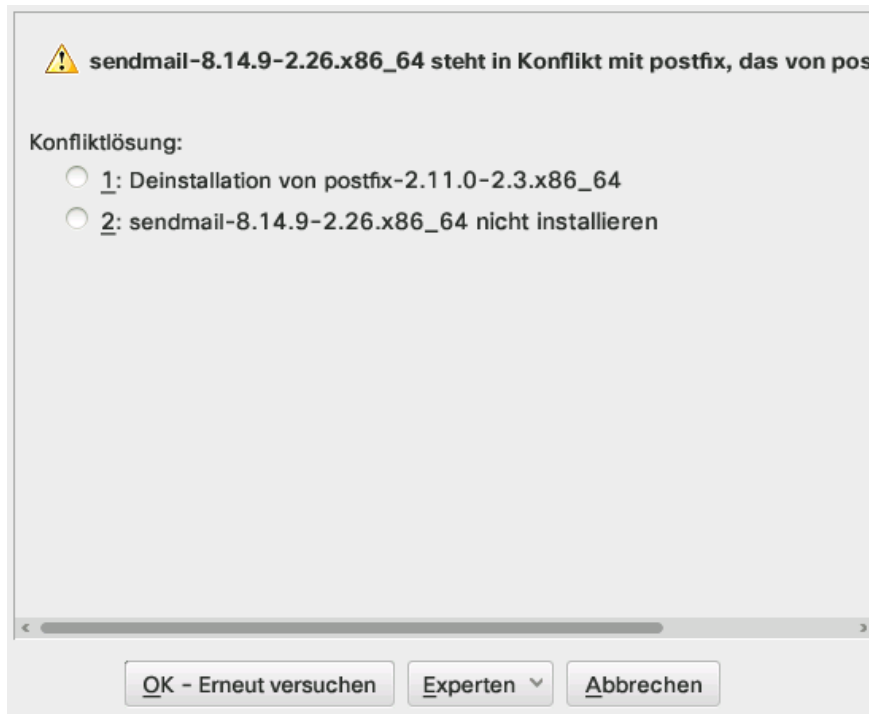 sendmail-8.14.9-2.26.x86_64 steht in Konflikt mit postfix, das von pos
Konfliktlösung:
1: Deinstallation von postfix-2.11.0-2.3.x86_64
2: sendmail-8.14.9-2.26.x86_64 nicht installieren
OK - Erneut versuchen
Experten
Abbrechen